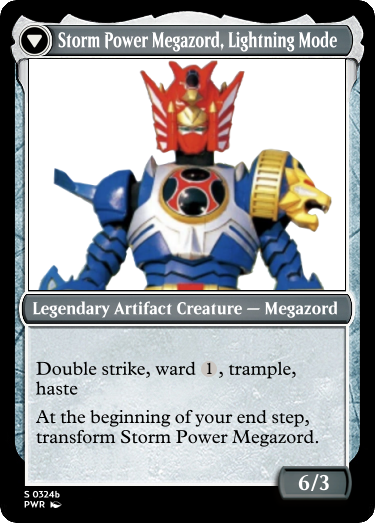 Storm Power Megazord, Lightning Mode
Legendary Artifact Creature — Megazord
Double strike, ward 1, trample,
haste
At the beginning of your end step,
transform Storm Power Megazord.
6/3
S 0324b
PWR